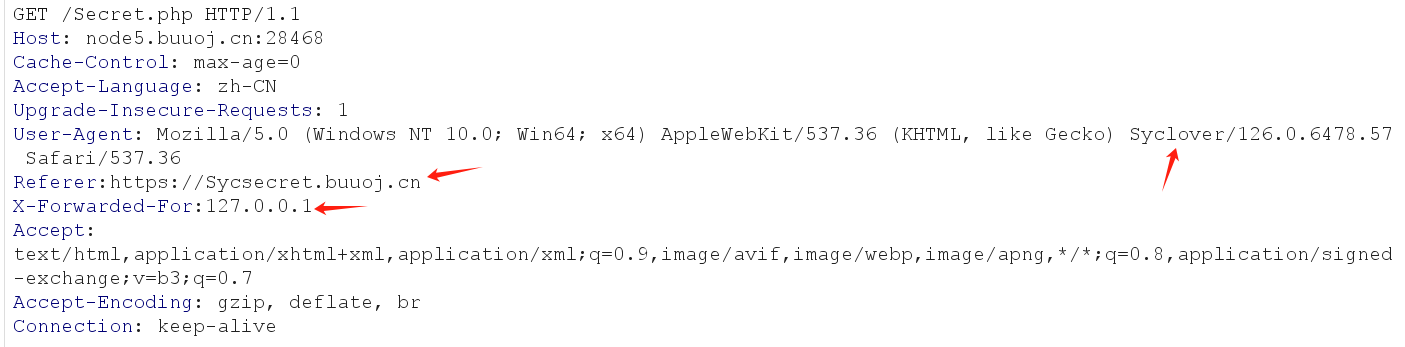 GET /Secret.php HTTP/1.1
Host: node5.buuoj.cn:28468
Cache-Control: max-age=0
Accept-Language: zh-CN
Upgrade-Insecure-Requests: 1
User-Agent: Mozilla/5.0 (Windows NT 10.0; Win64; x64) AppleWebKit/537.36 (KHTML, like Gecko) Syclover/126.0.6478.57
Safari/537.36
Referer:https://Sycsecret.buuoj.cn
X-Forwarded-For:127.0.0.1
Accept:
text/html,application/xhtml+xml,application/xml;q=0.9,image/avif,image/webp,image/apng,*/*;q=0.8,application/signed
-exchange;v=b3;q=0.7
Accept-Encoding: gzip, deflate, br
Connection: keep-alive